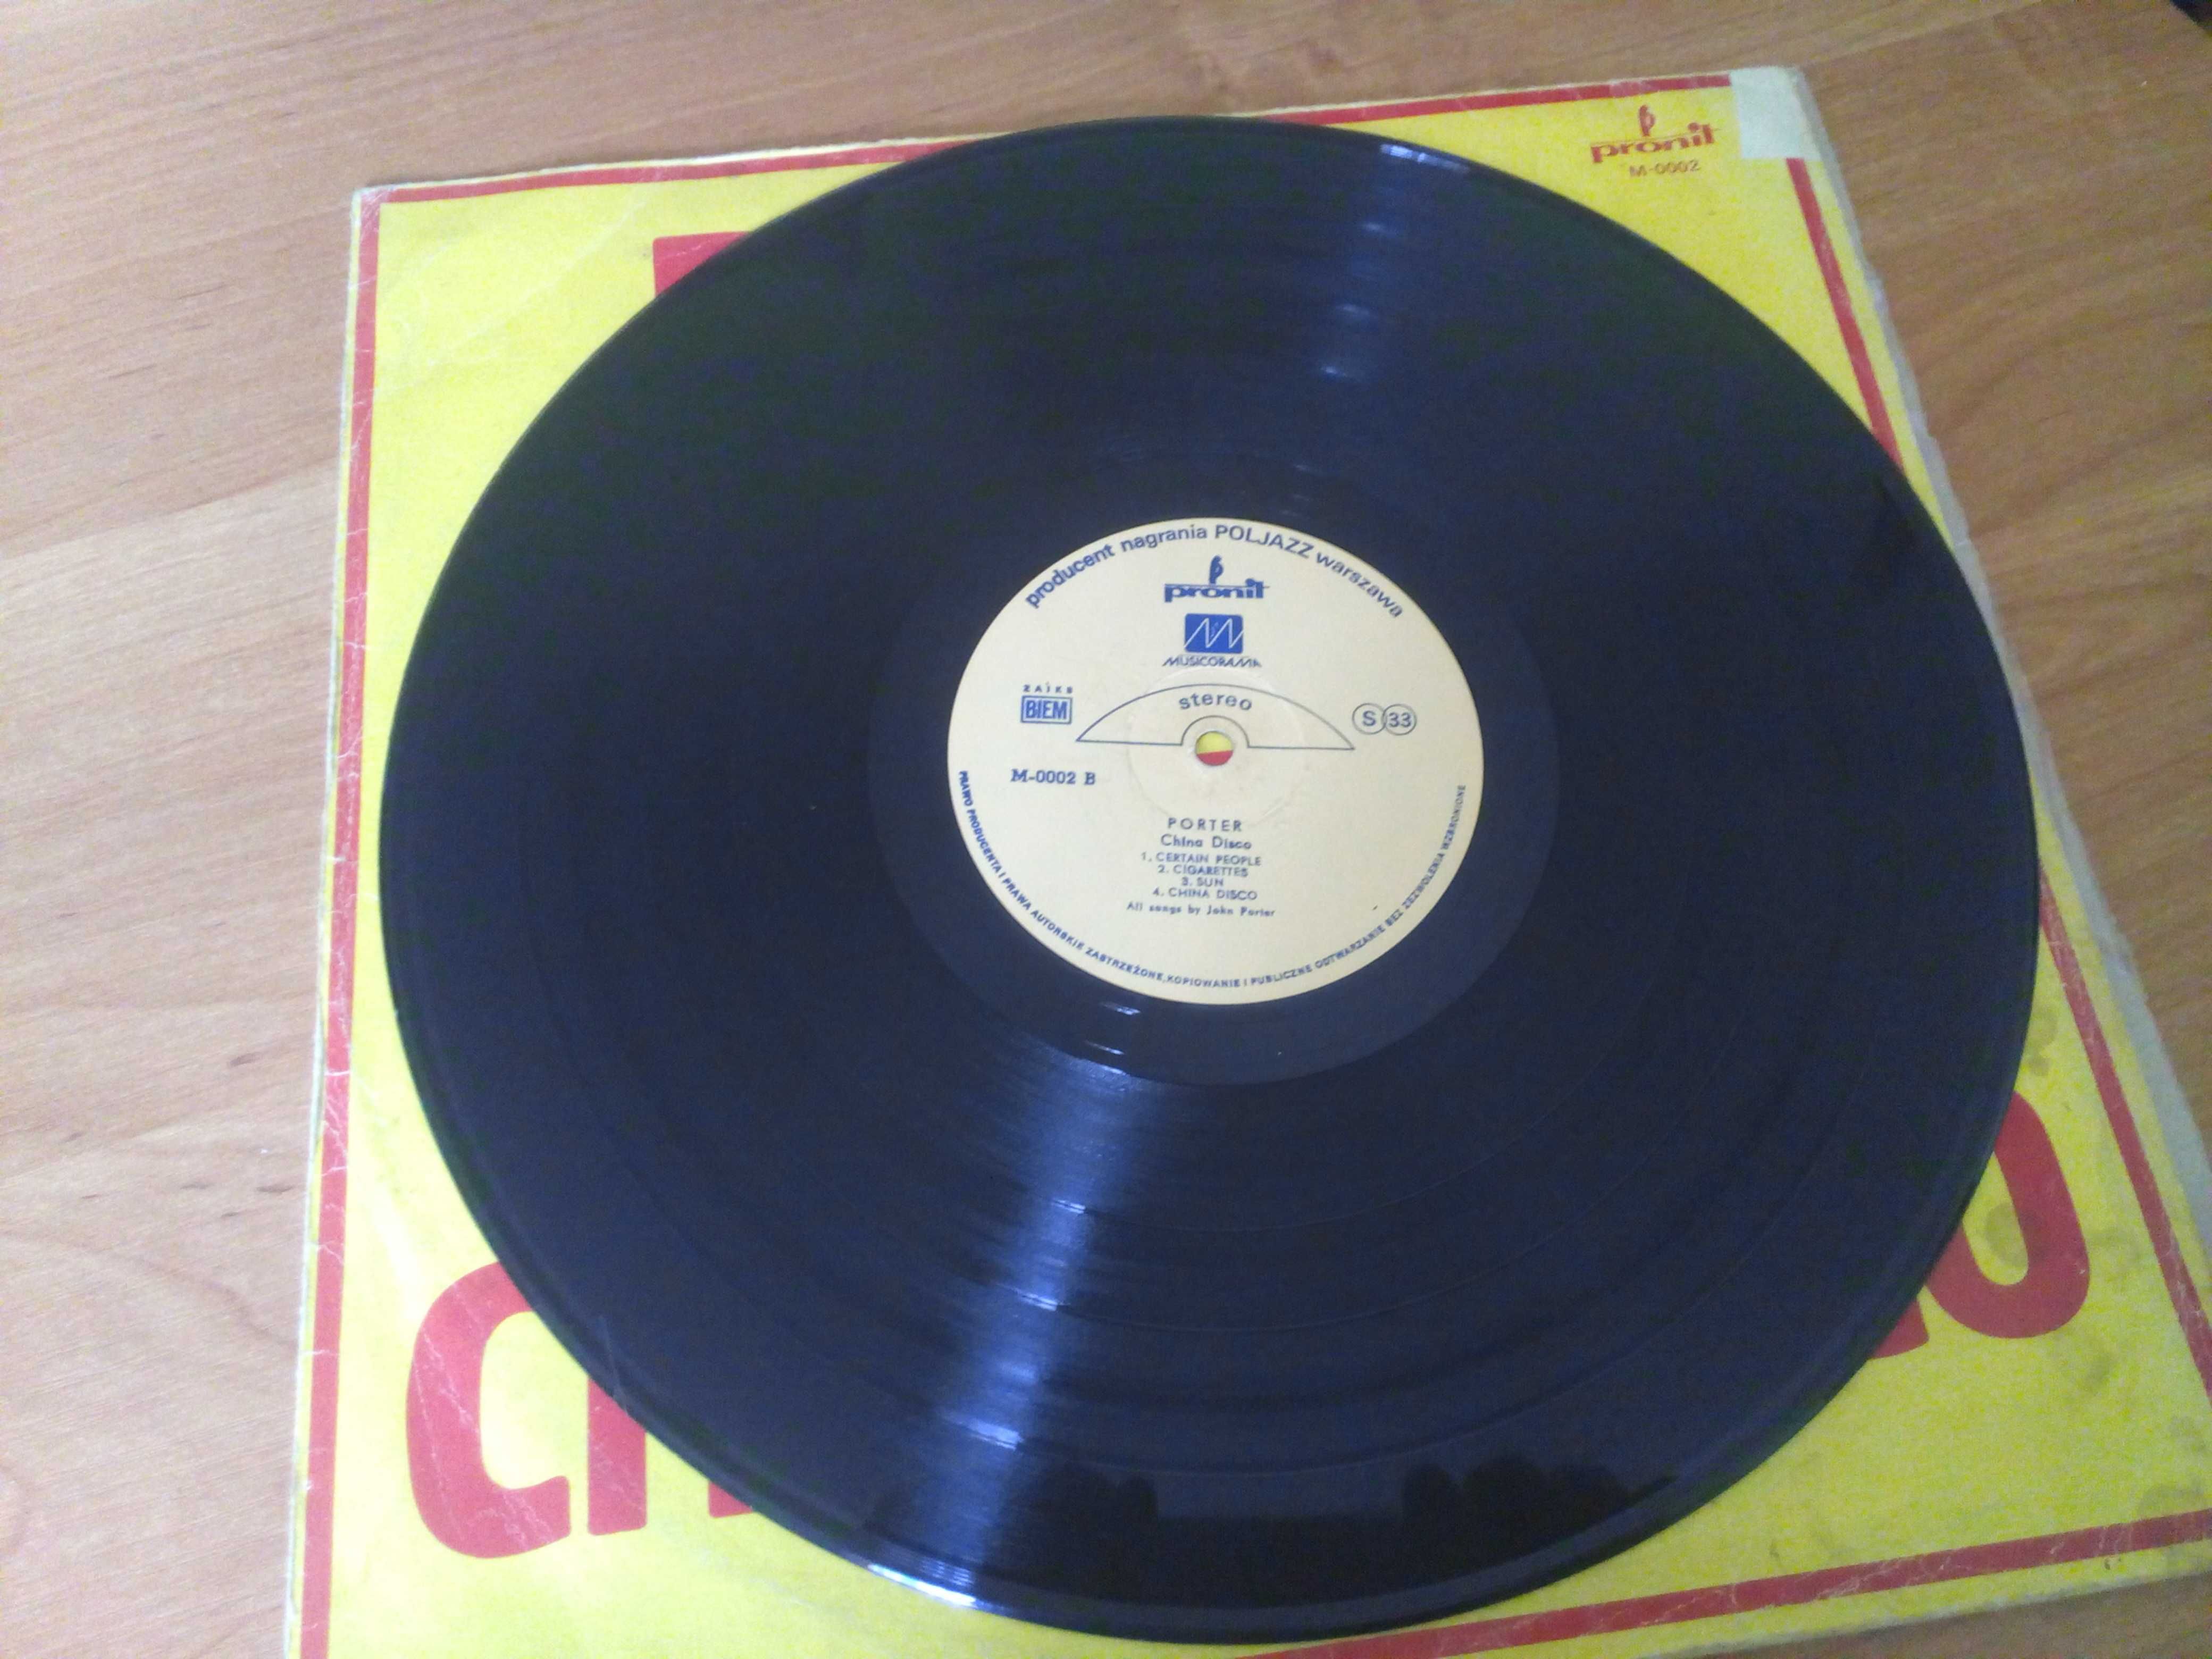 pronit
M-0002
producent nagrania POLJAZZ warszawa
pronit
MUSICORAMA
ZAIKS
BIEM
stereo
S 33
M-0002 B
PORTER
China Disco
1. CERTAIN PEOPLE
2. CIGARETTES
3. SUN
4. CHINA DISCO
All songs by John Porter
PRAWO PRODUCENTA I PRAWA AUTORSKIE ZASTRZEŻONE, KOPIOWANIE I PUBLICZNE ODTWARZANIE BEZ ZEZWOLENIA WZBRONIONE